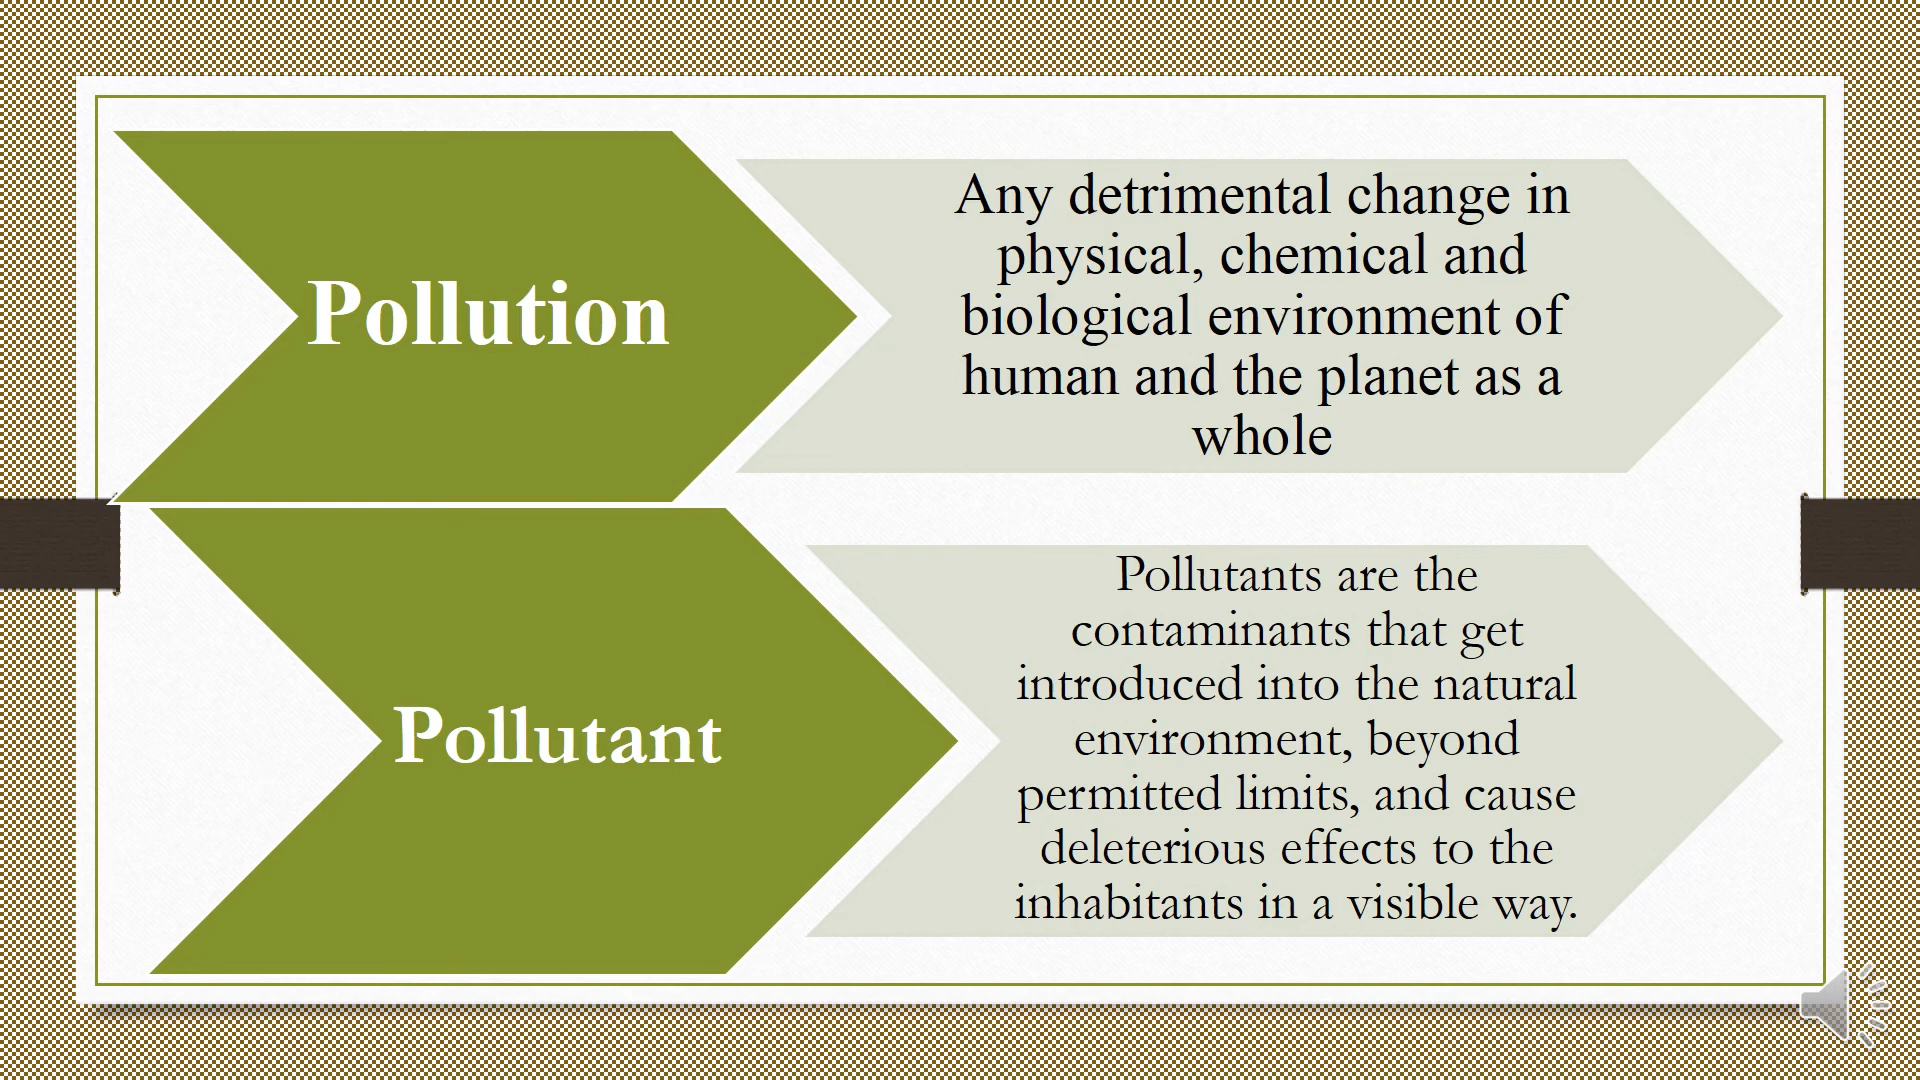 Pollution
Any detrimental change in
physical, chemical and
biological environment of
human and the planet as a
whole
Pollutant
Pollutants are the
contaminants that get
introduced into the natural
environment, beyond
permitted limits, and cause
deleterious effects to the
inhabitants in a visible way.